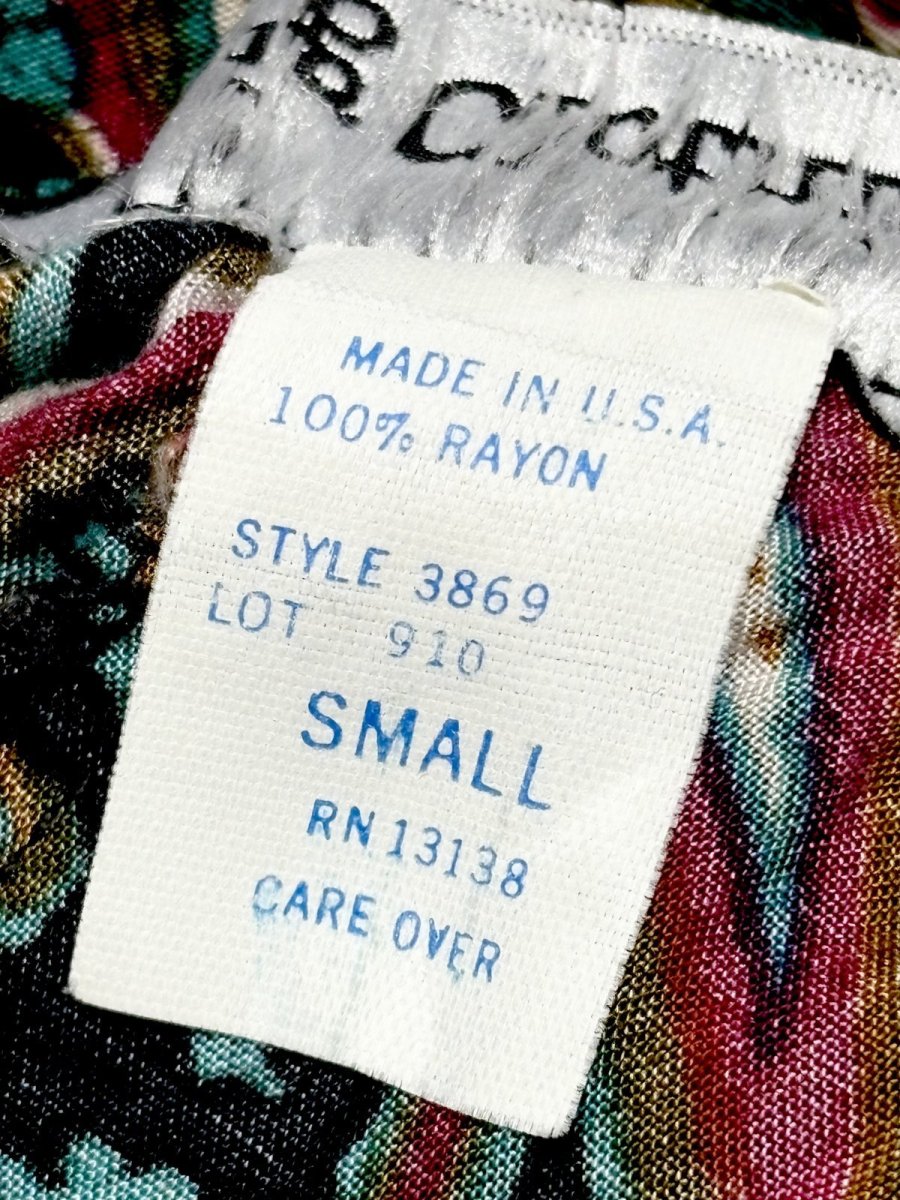 MADE IN U.S.A.
100% RAYON
STYLE 3869
LOT 910
SMALL
RN 13138
CARE OVER